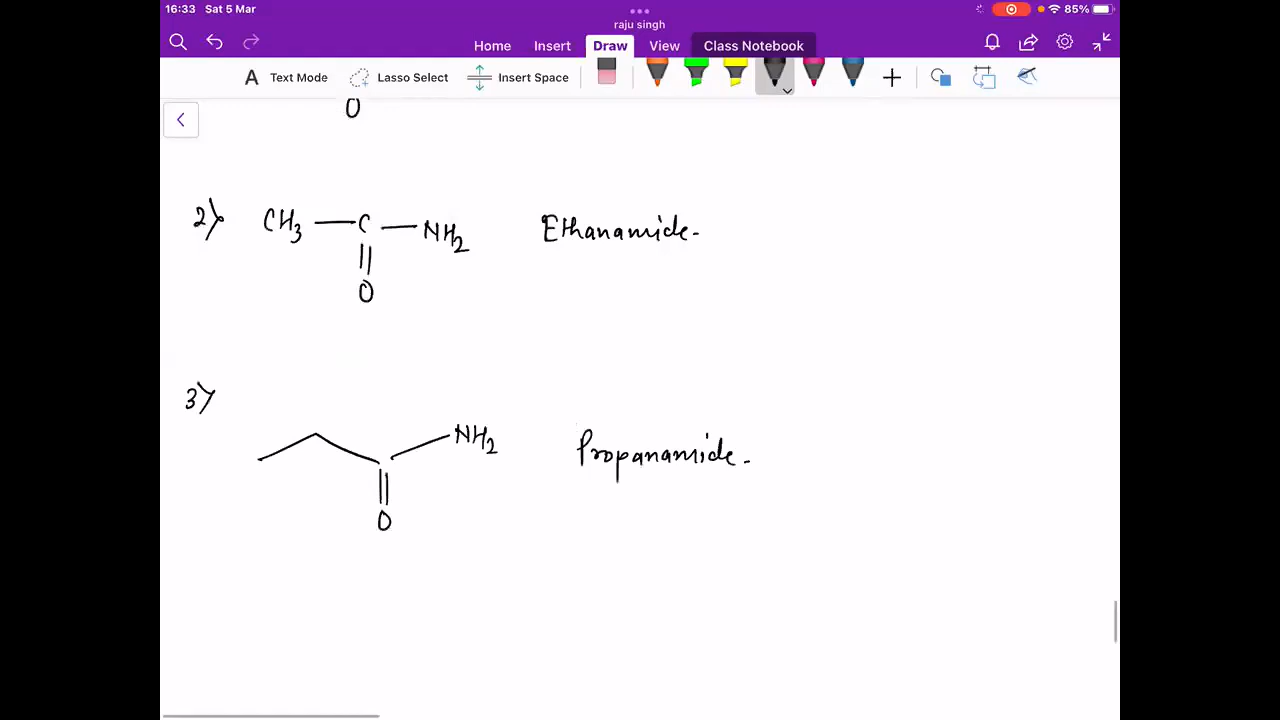 16:33 Sat 5 Mar
85%
raju singh
Home Insert Draw View Class Notebook
A Text Mode Lasso Select Insert Space
O
2) CH3 — C — NH2 Ethanamide.
O
3)
NH2 Propanamide.
O